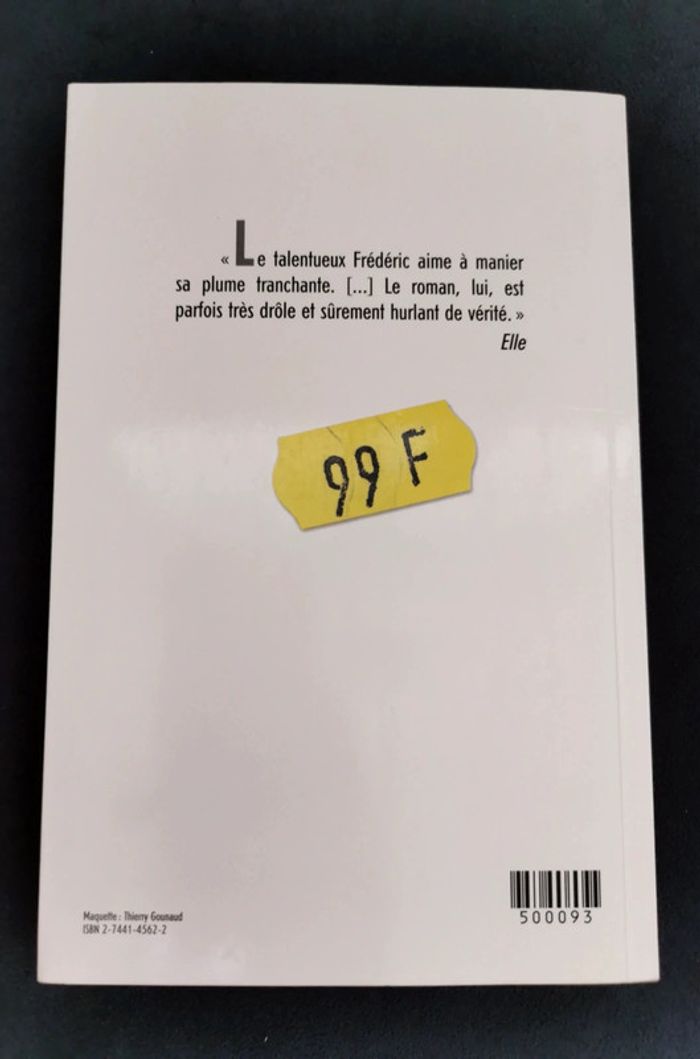 « Le talentueux Frédéric aime à manier
sa plume tranchante. [...] Le roman, lui, est
parfois très drôle et sûrement hurlant de vérité. »
Elle
99 F
Maquette : Thierry Gounaud
ISBN 2-7441-4562-2
500093